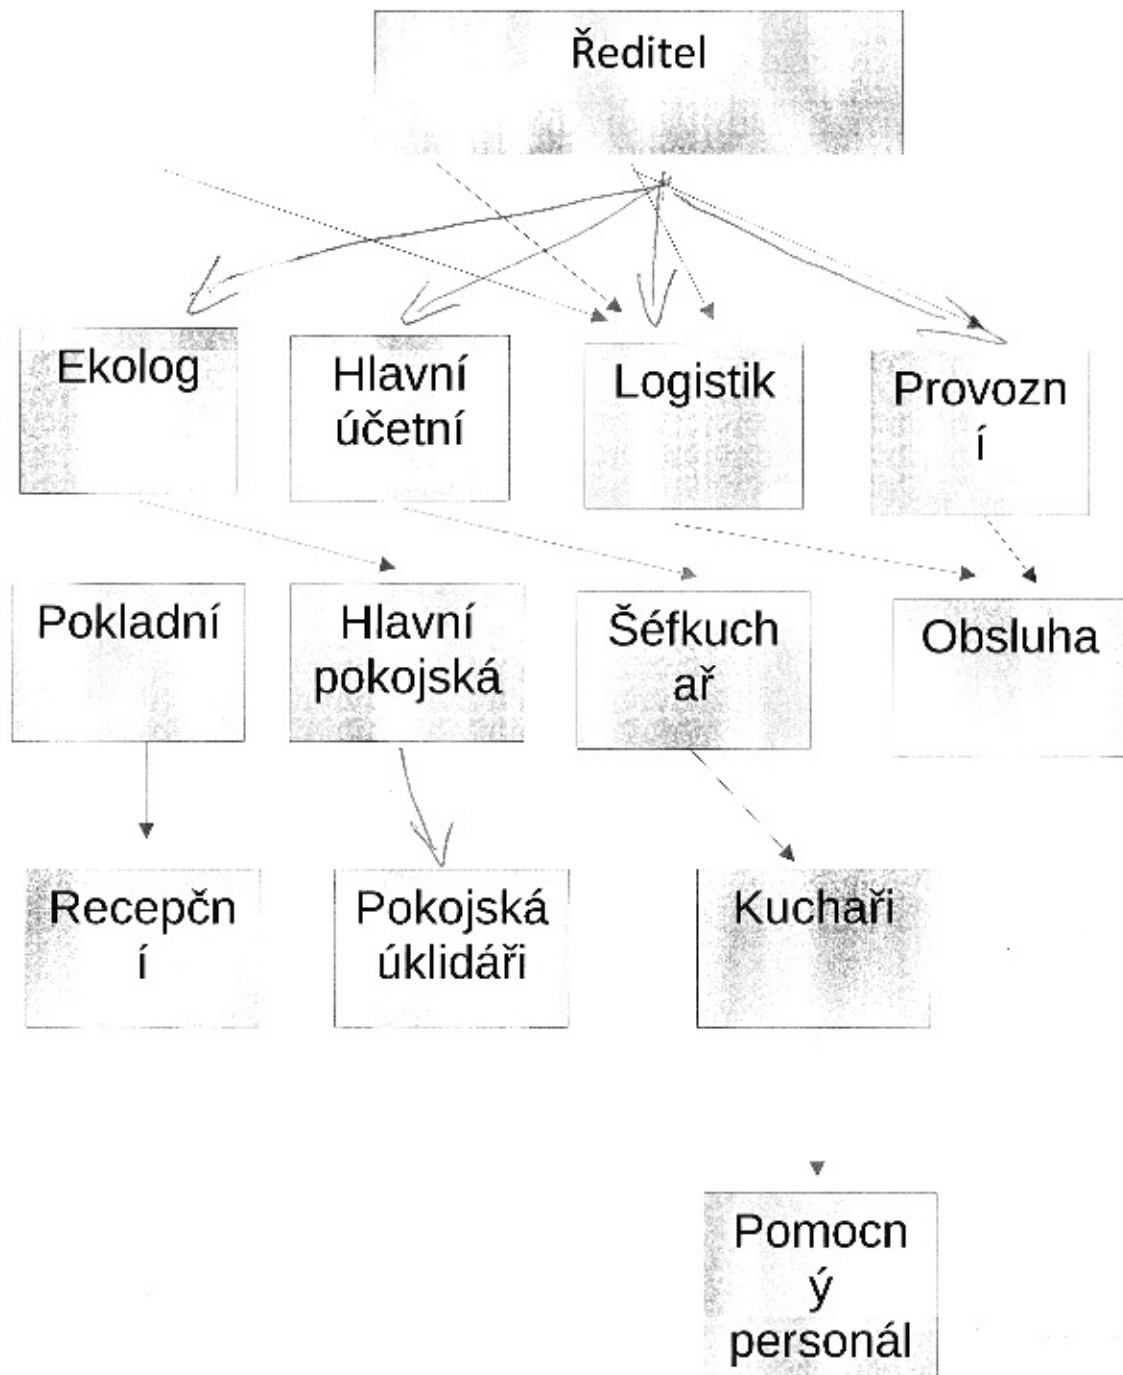 Ředitel
Ekolog
Hlavní
účetní
Logistik
Provozn
í
Pokladní
Hlavní
pokojská
Šéfkuch
ař
Obsluha
Recepčn
í
Pokojská
úklidáři
Kuchaři
Pomocn
ý
personál